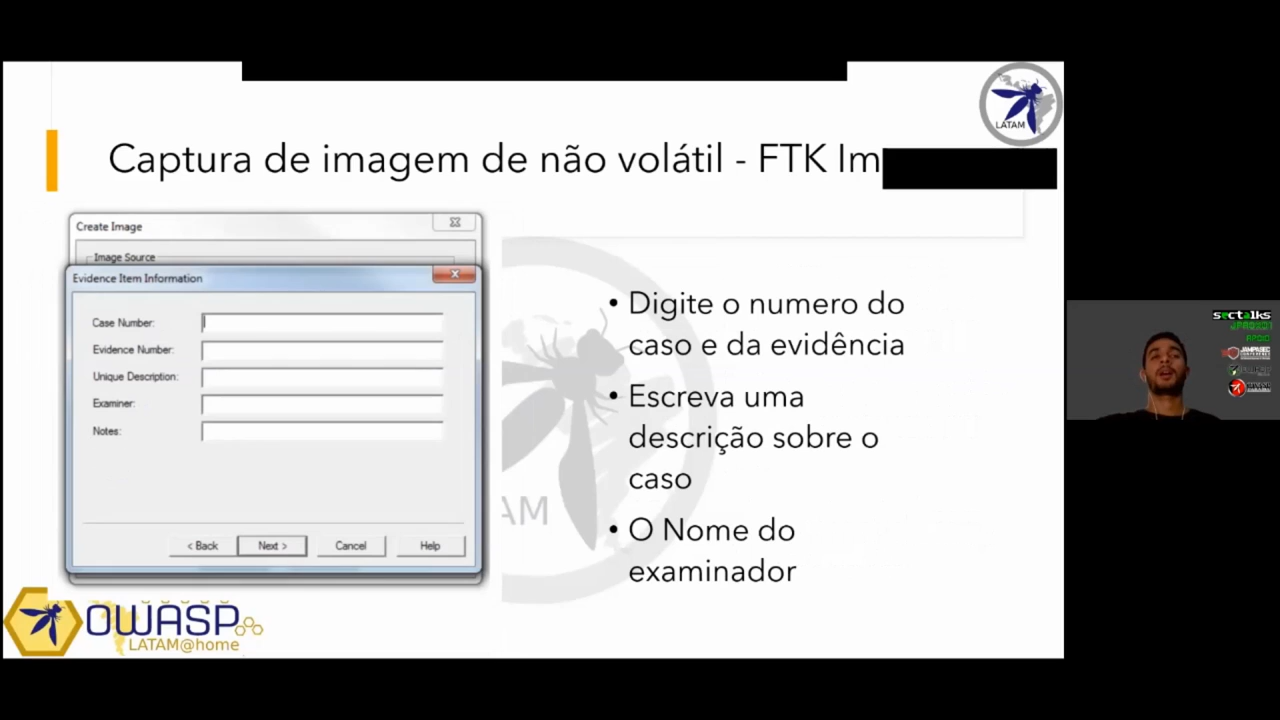 LATAM
Captura de imagem de não volátil - FTK Im
Create Image
Image Source
Evidence Item Information
Case Number:
Evidence Number:
Unique Description:
Examiner:
Notes:
< Back
Next >
Cancel
Help
• Digite o numero do
caso e da evidência
• Escreva uma
descrição sobre o
caso
• O Nome do
examinador
AM
OWASP
LATAM@home
sectalks
APOIO